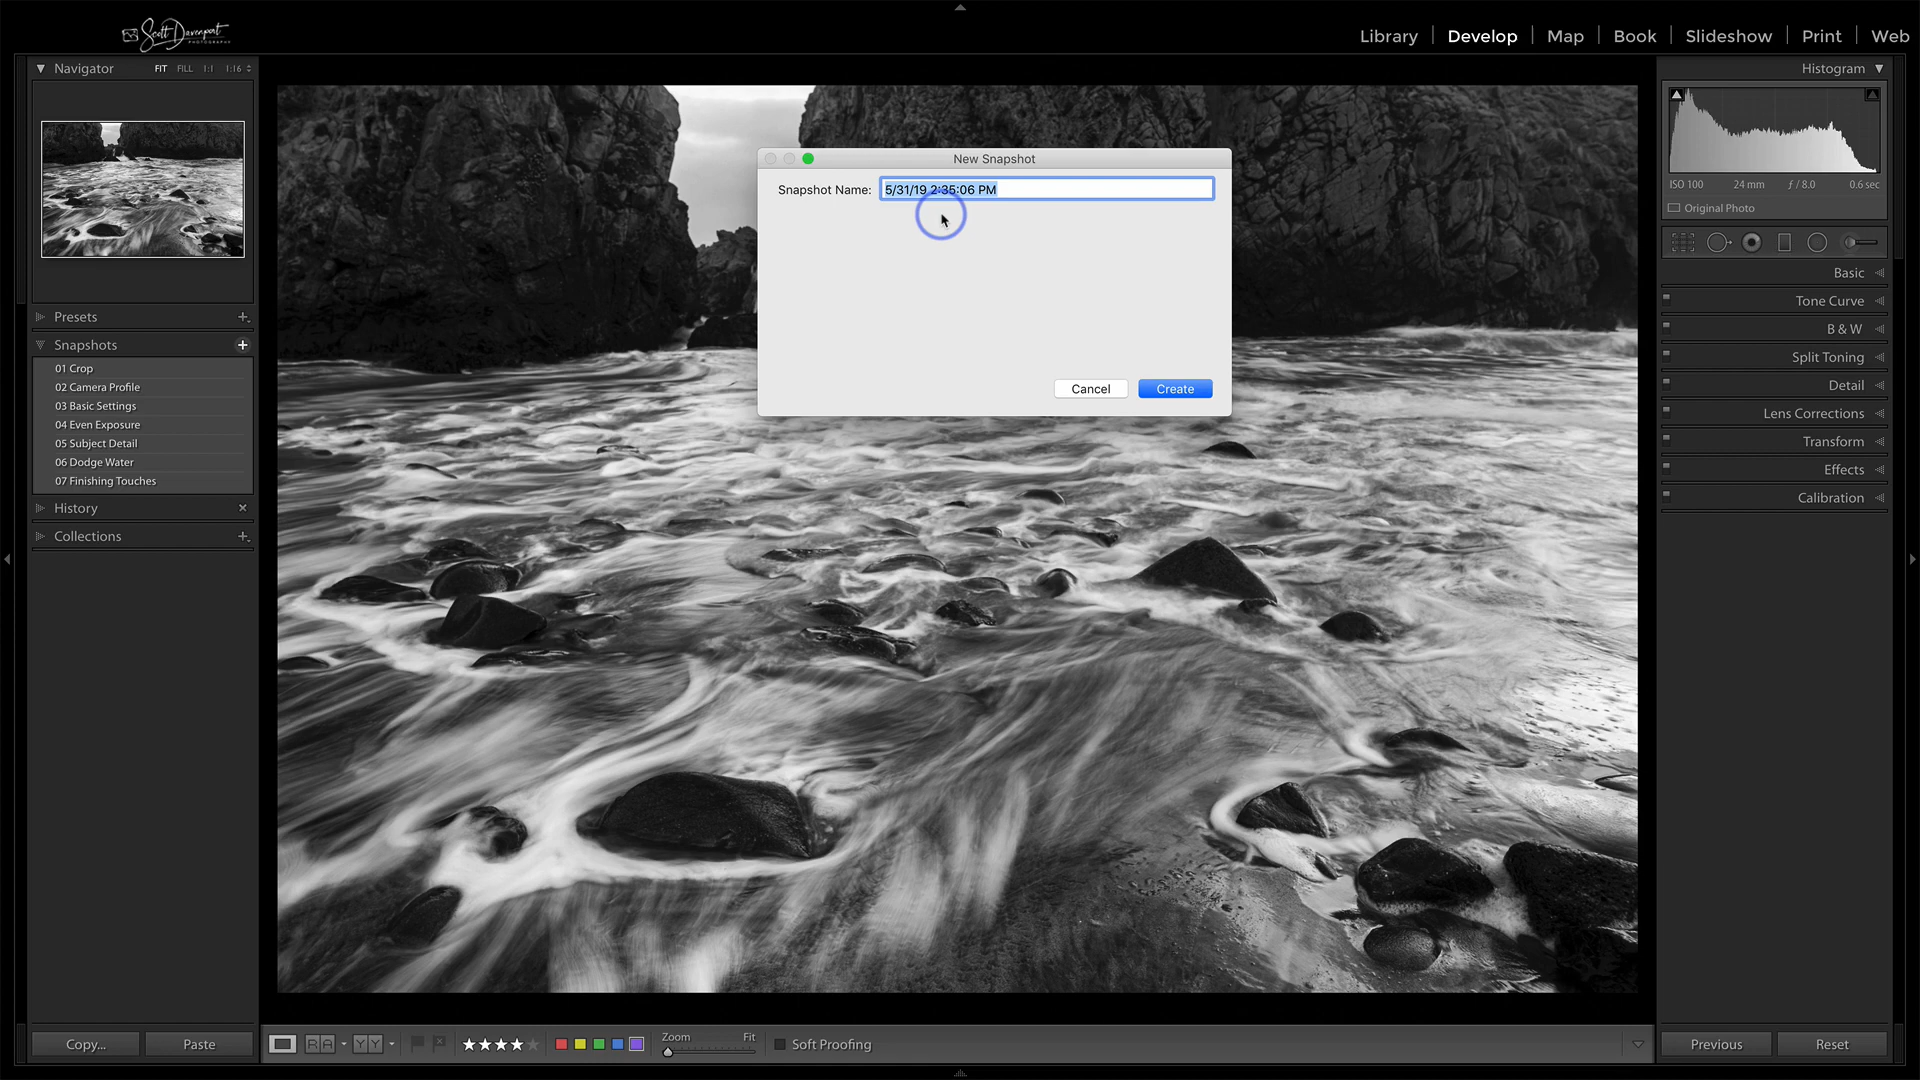 Scott Davenport
PHOTOGRAPHY
Library | Develop | Map | Book | Slideshow | Print | Web
Navigator FIT FILL 1:1 1:16
Histogram
ISO 100 24 mm ƒ / 8.0 0.6 sec
Original Photo
New Snapshot
Snapshot Name: 5/31/19 2:35:06 PM
Cancel Create
Presets
Snapshots
01 Crop
02 Camera Profile
03 Basic Settings
04 Even Exposure
05 Subject Detail
06 Dodge Water
07 Finishing Touches
History
Collections
Basic
Tone Curve
B & W
Split Toning
Detail
Lens Corrections
Transform
Effects
Calibration
Copy... Paste
R A Y Y
Zoom Fit
Soft Proofing
Previous Reset